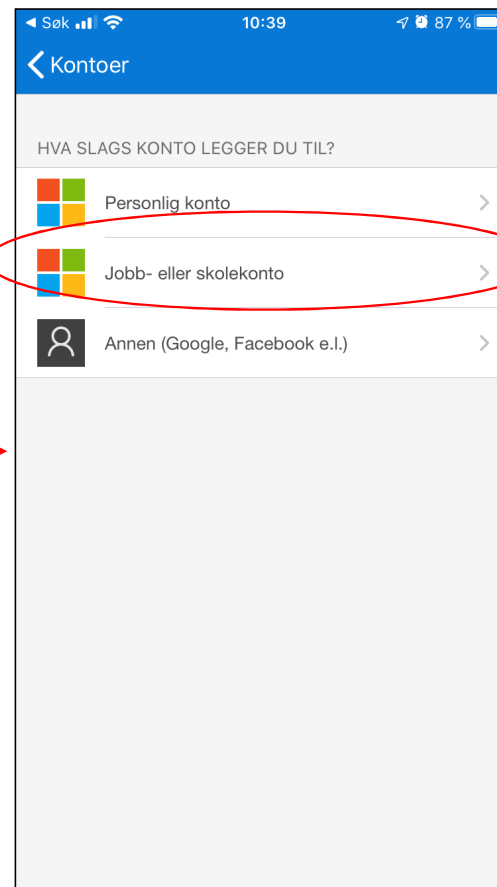 Søk 10:39 87 %
Kontoer
HVA SLAGS KONTO LEGGER DU TIL?
Personlig konto
Jobb- eller skolekonto
Annen (Google, Facebook e.l.)